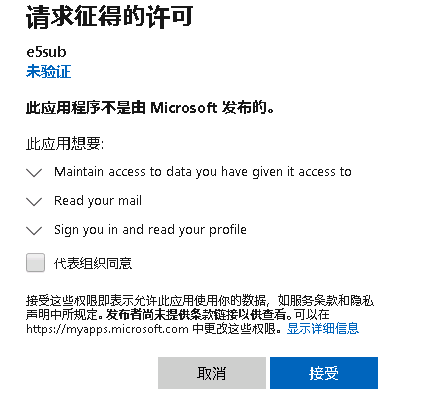 请求征得的许可
e5sub
未验证
此应用程序不是由 Microsoft 发布的。
此应用想要:
Maintain access to data you have given it access to
Read your mail
Sign you in and read your profile
代表组织同意
接受这些权限即表示允许此应用使用你的数据，如服务条款和隐私
声明中所规定。发布者尚未提供条款链接以供查看。可以在
https://myapps.microsoft.com 中更改这些权限。显示详细信息
取消
接受